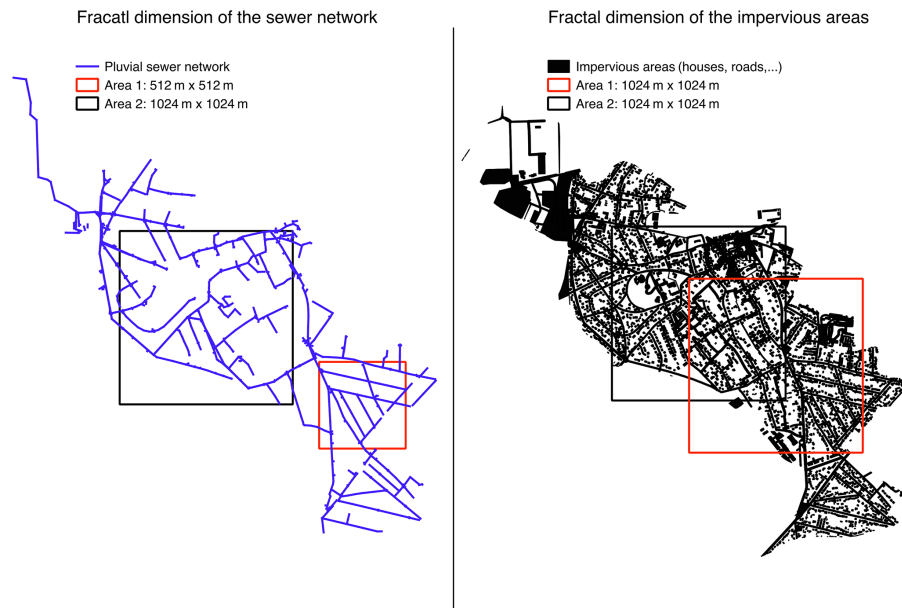 Fracatl dimension of the sewer network
Pluvial sewer network
Area 1: 512 m x 512 m
Area 2: 1024 m x 1024 m
Fractal dimension of the impervious areas
Impervious areas (houses, roads,...)
Area 1: 1024 m x 1024 m
Area 2: 1024 m x 1024 m